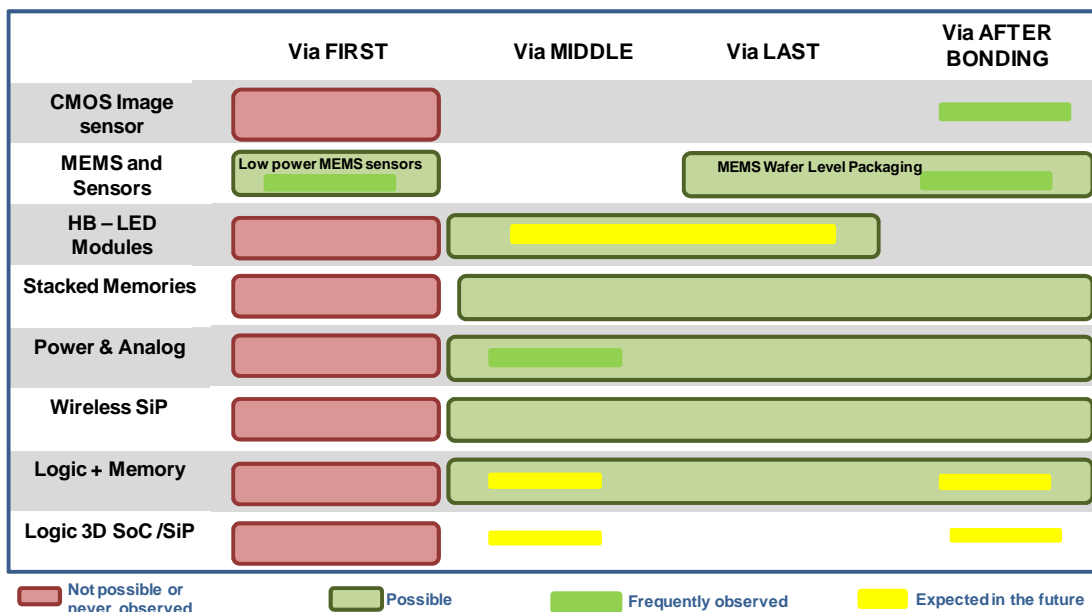 Via FIRST
Via MIDDLE
Via LAST
Via AFTER
BONDING
CMOS Image
sensor
MEMS and
Sensors
Low power MEMS sensors
MEMS Wafer Level Packaging
HB – LED
Modules
Stacked Memories
Power & Analog
Wireless SiP
Logic + Memory
Logic 3D SoC /SiP
Not possible or
never observed
Possible
Frequently observed
Expected in the future